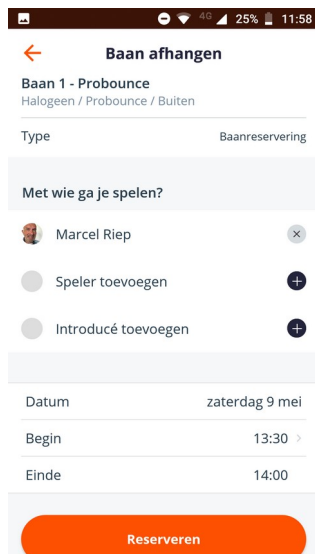 4G 25% 11:58
Baan afhangen
Baan 1 - Probounce
Halogeen / Probounce / Buiten
Type Baanreservering
Met wie ga je spelen?
Marcel Riep
Speler toevoegen
Introducé toevoegen
Datum zaterdag 9 mei
Begin 13:30
Einde 14:00
Reserveren